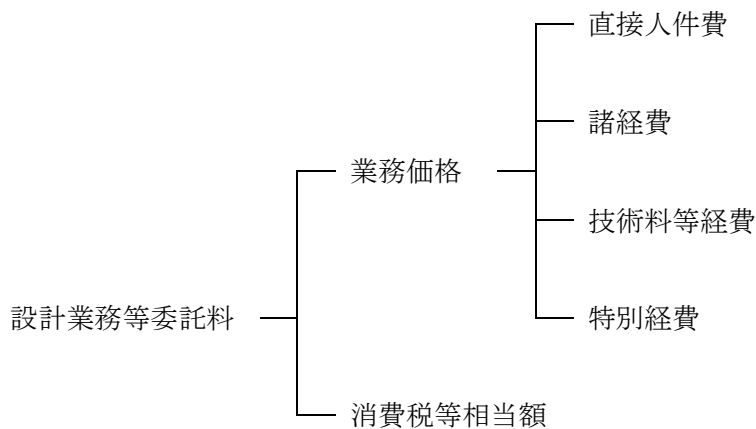 直接人件費
諸経費
業務価格
技術料等経費
設計業務等委託料
特別経費
消費税等相当額